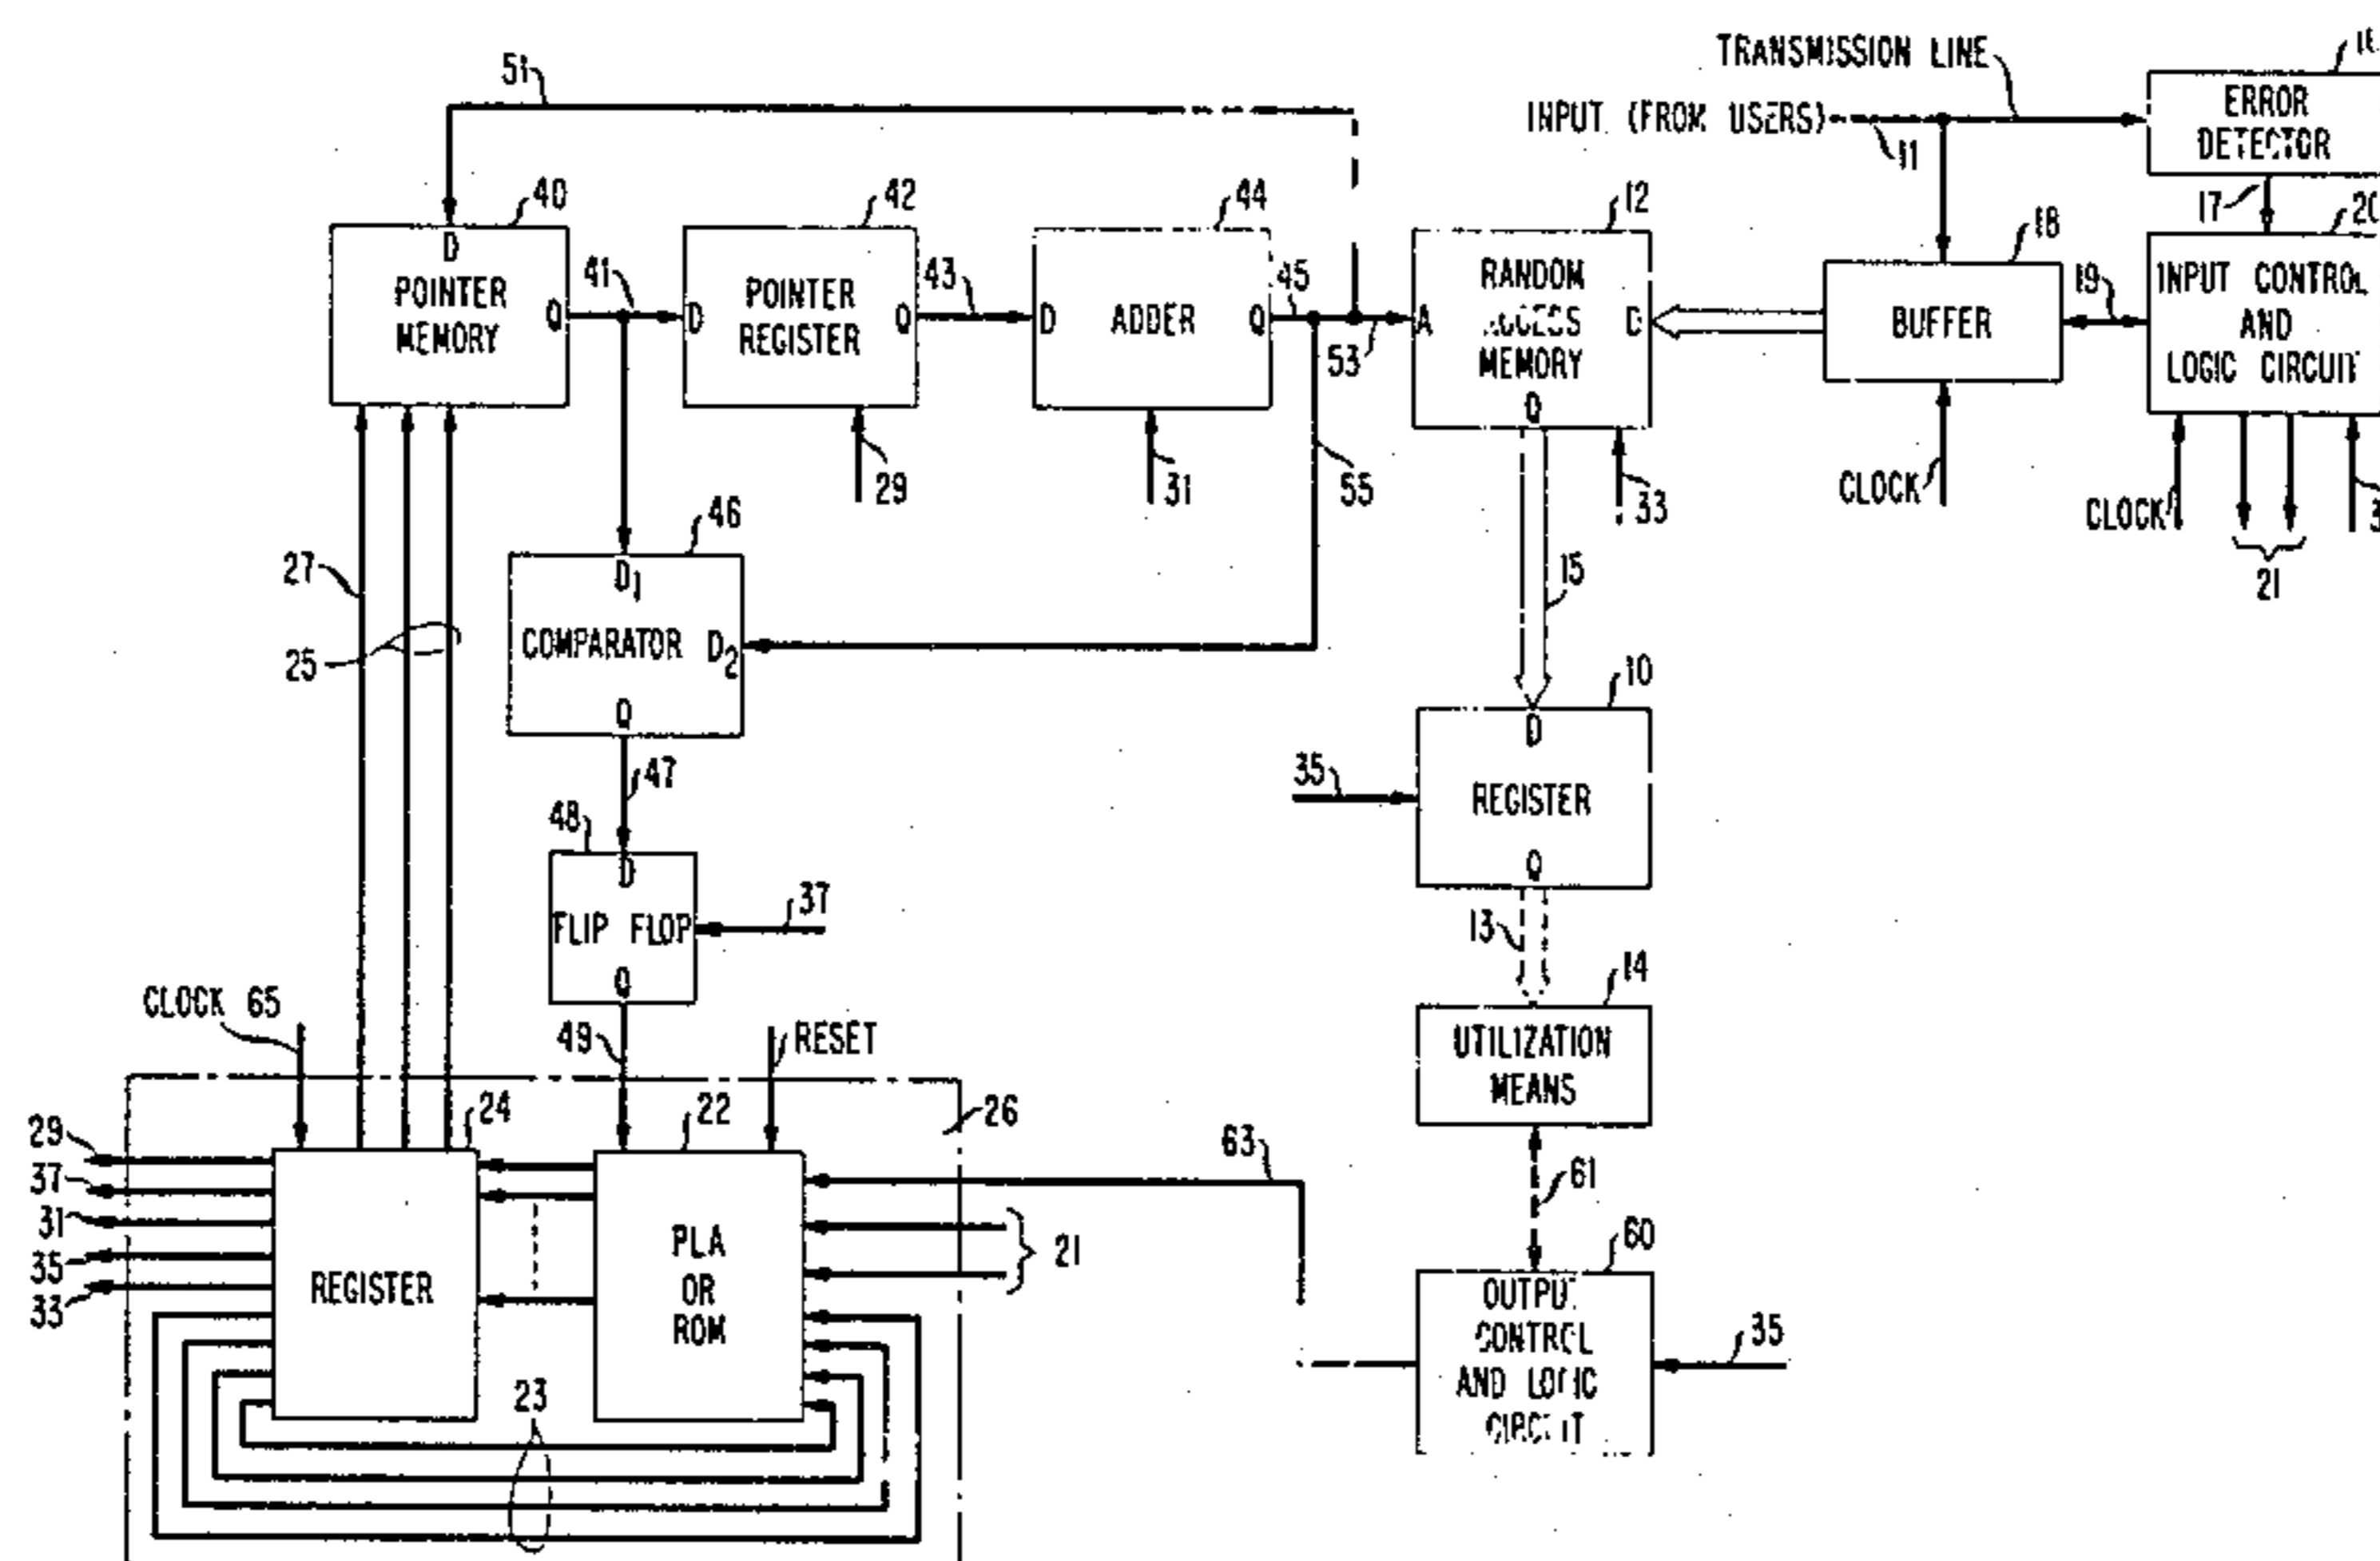 TRANSMISSION LINE
INPUT (FROM USERS)
11
ERROR
DETECTOR
17
51
40
D
POINTER
MEMORY
Q
41
42
D
POINTER
REGISTER
Q
43
44
D
ADDER
Q
45
53
12
A
RANDOM
ACCESS
MEMORY
Q
18
BUFFER
19
INPUT CONTROL
AND
LOGIC CIRCUIT
29
31
55
33
CLOCK
CLOCK
21
27
25
46
D1
COMPARATOR
D2
Q
47
15
10
D
REGISTER
Q
35
48
D
FLIP FLOP
Q
37
13
14
UTILIZATION
MEANS
CLOCK 65
49
RESET
24
22
26
63
61
29
37
31
35
33
REGISTER
PLA
OR
ROM
21
60
OUTPUT
CONTROL
AND LOGIC
CIRCUIT
35
23